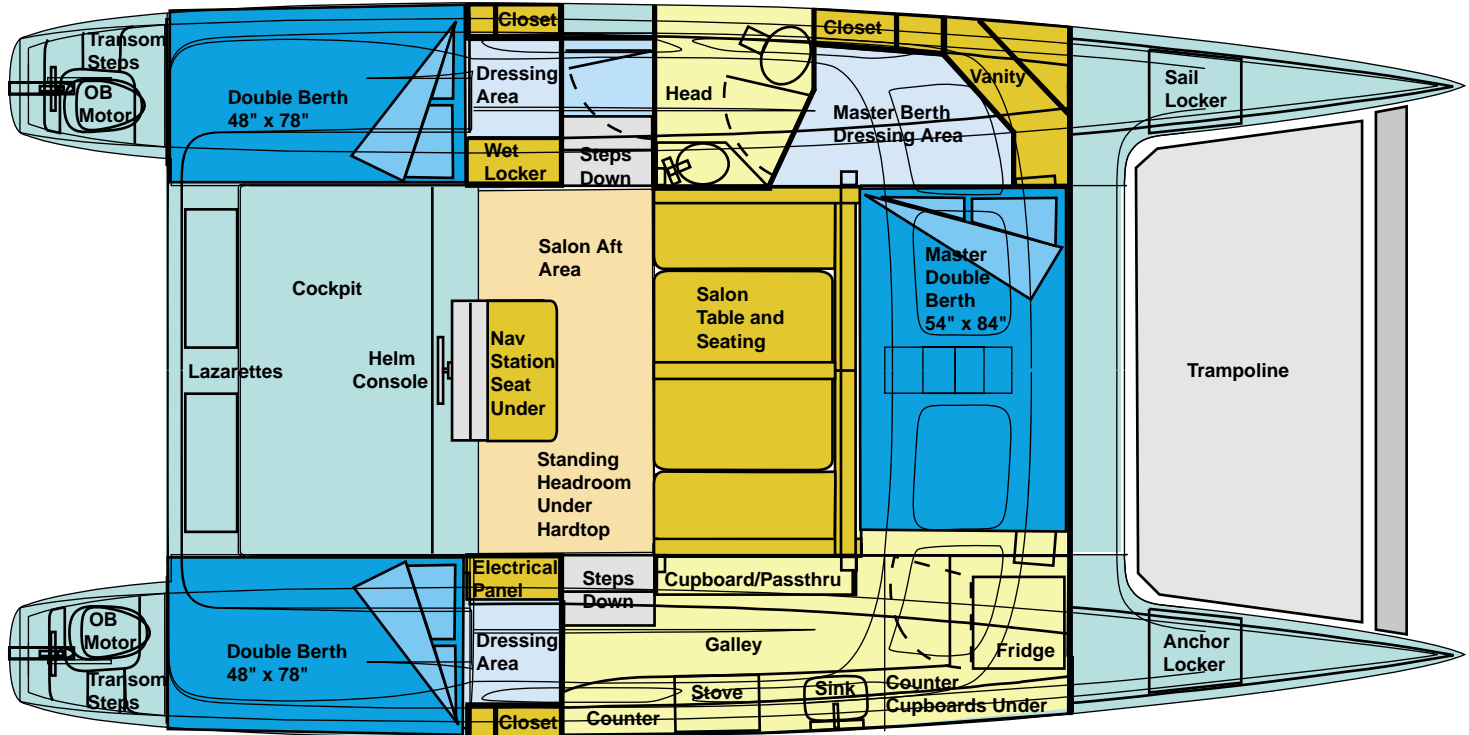 Transom
Steps
OB
Motor
Double Berth
48" x 78"
Closet
Dressing
Area
Wet
Locker
Steps
Down
Head
Closet
Vanity
Master Berth
Dressing Area
Sail
Locker
Cockpit
Lazarettes
Helm
Console
Nav
Station
Seat
Under
Salon Aft
Area
Standing
Headroom
Under
Hardtop
Salon
Table and
Seating
Master
Double
Berth
54" x 84"
Trampoline
OB
Motor
Transom
Steps
Double Berth
48" x 78"
Electrical
Panel
Dressing
Area
Closet
Steps
Down
Cupboard/Passthru
Galley
Counter
Stove
Sink
Counter
Cupboards Under
Fridge
Anchor
Locker